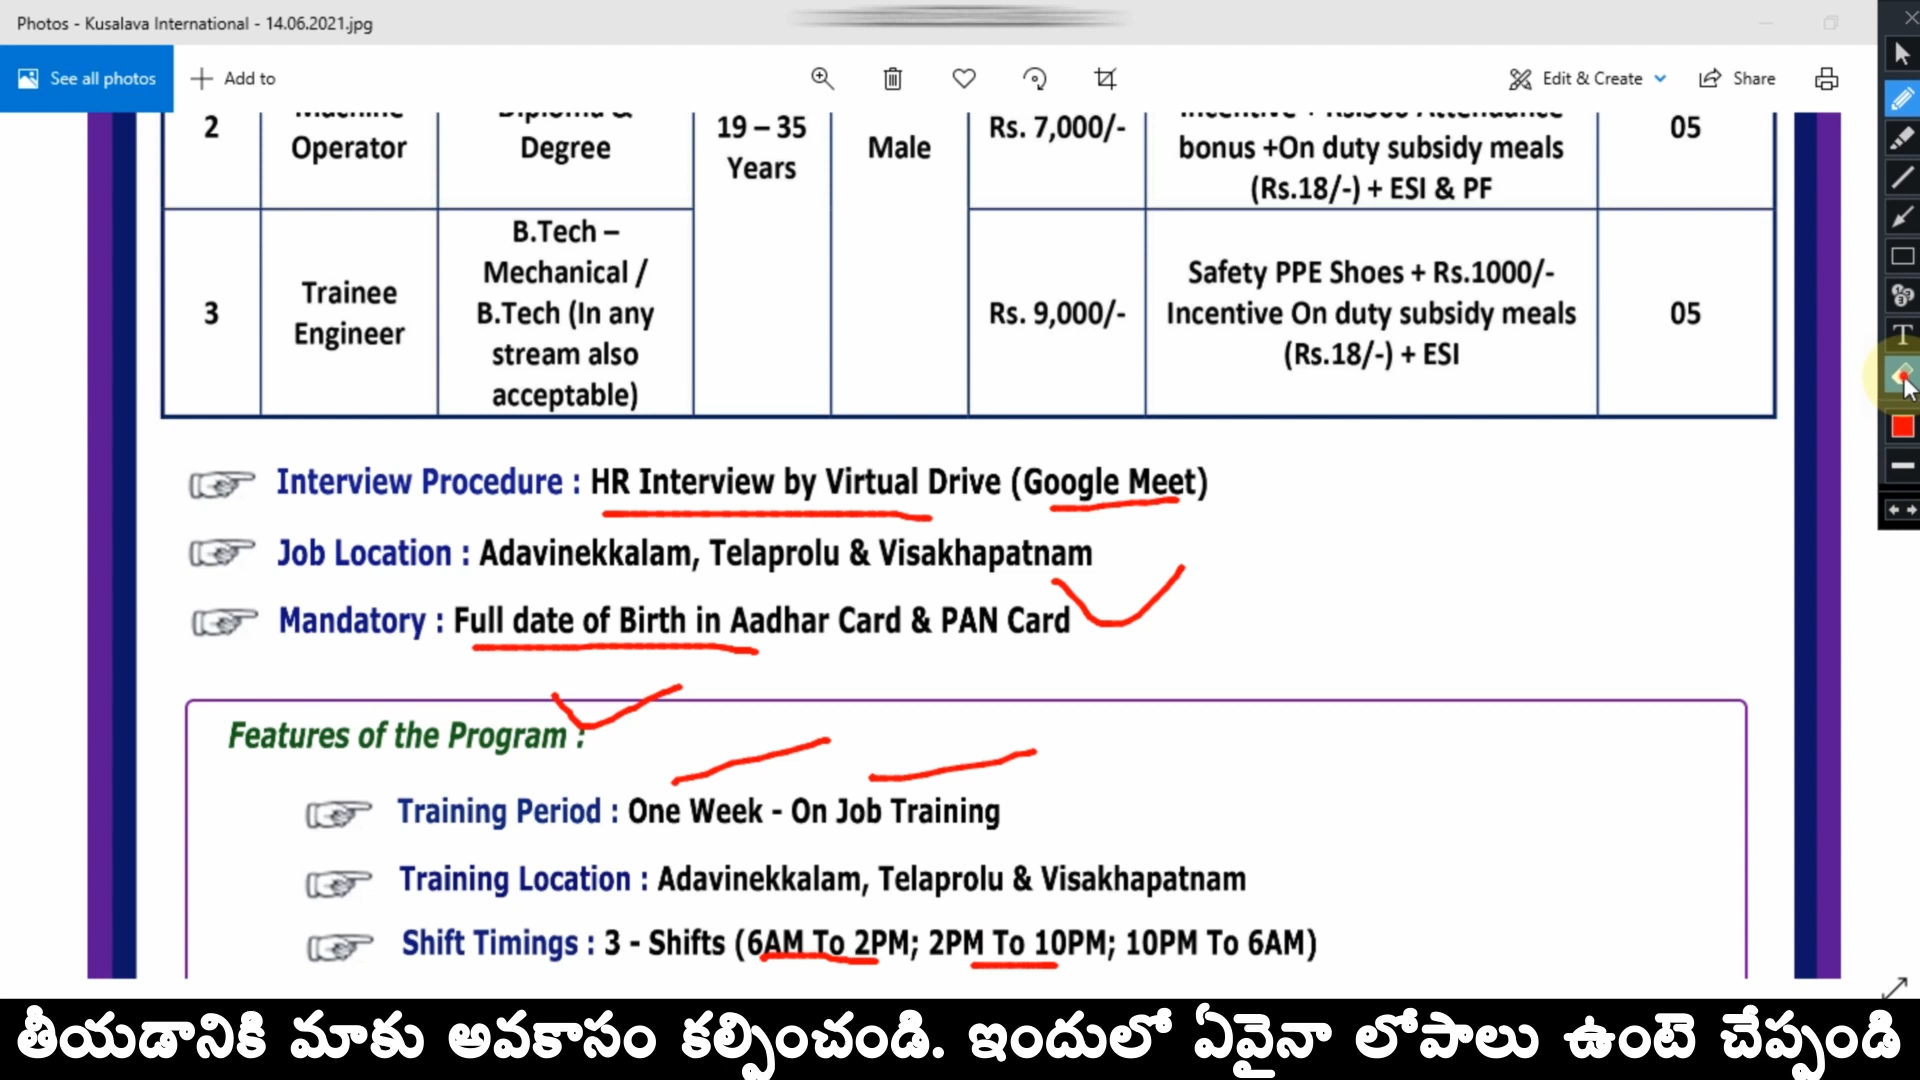 Photos - Kusalava International - 14.06.2021.jpg
See all photos
Add to
Edit & Create
Share
2
Machine
Operator
Diploma &
Degree
19 – 35
Years
Male
Rs. 7,000/-
Incentive + Rs.500 Attendance
bonus +On duty subsidy meals
(Rs.18/-) + ESI & PF
05
3
Trainee
Engineer
B.Tech –
Mechanical /
B.Tech (In any
stream also
acceptable)
Rs. 9,000/-
Safety PPE Shoes + Rs.1000/-
Incentive On duty subsidy meals
(Rs.18/-) + ESI
05
Interview Procedure : HR Interview by Virtual Drive (Google Meet)
Job Location : Adavinekkalam, Telaprolu & Visakhapatnam
Mandatory : Full date of Birth in Aadhar Card & PAN Card
Features of the Program :
Training Period : One Week - On Job Training
Training Location : Adavinekkalam, Telaprolu & Visakhapatnam
Shift Timings : 3 - Shifts (6AM To 2PM; 2PM To 10PM; 10PM To 6AM)
తీయడానికి మాకు అవకాసం కల్పించండి. ఇందులో ఏవైనా లోపాలు ఉంటె చేప్పండి